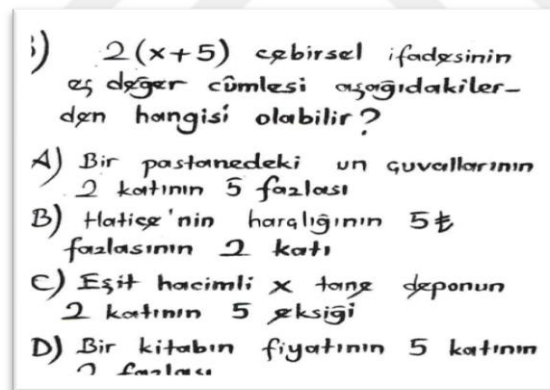 ) 2(x+5) cebirsel ifadesinin
eş değer cümlesi aşağıdakiler-
den hangisi olabilir?
A) Bir pastanedeki un çuvallarının
2 katının 5 fazlası
B) Hatice'nin harçlığının 5₺
fazlasının 2 katı
C) Eşit hacimli x tane deponun
2 katının 5 eksiği
D) Bir kitabın fiyatının 5 katının
2 fazlası